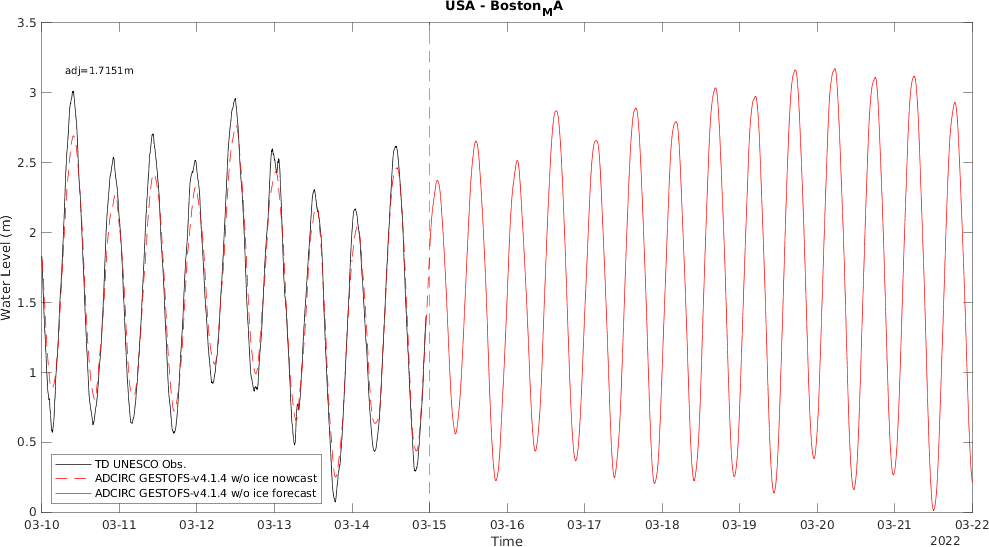 USA - Boston_MA
3.5
adj=1.7151m
3
2.5
2
Water Level (m)
1.5
1
0.5
TD UNESCO Obs.
ADCIRC GESTOFS-v4.1.4 w/o ice nowcast
ADCIRC GESTOFS-v4.1.4 w/o ice forecast
0
03-10 03-11 03-12 03-13 03-14 03-15 03-16 03-17 03-18 03-19 03-20 03-21 03-22
Time
2022